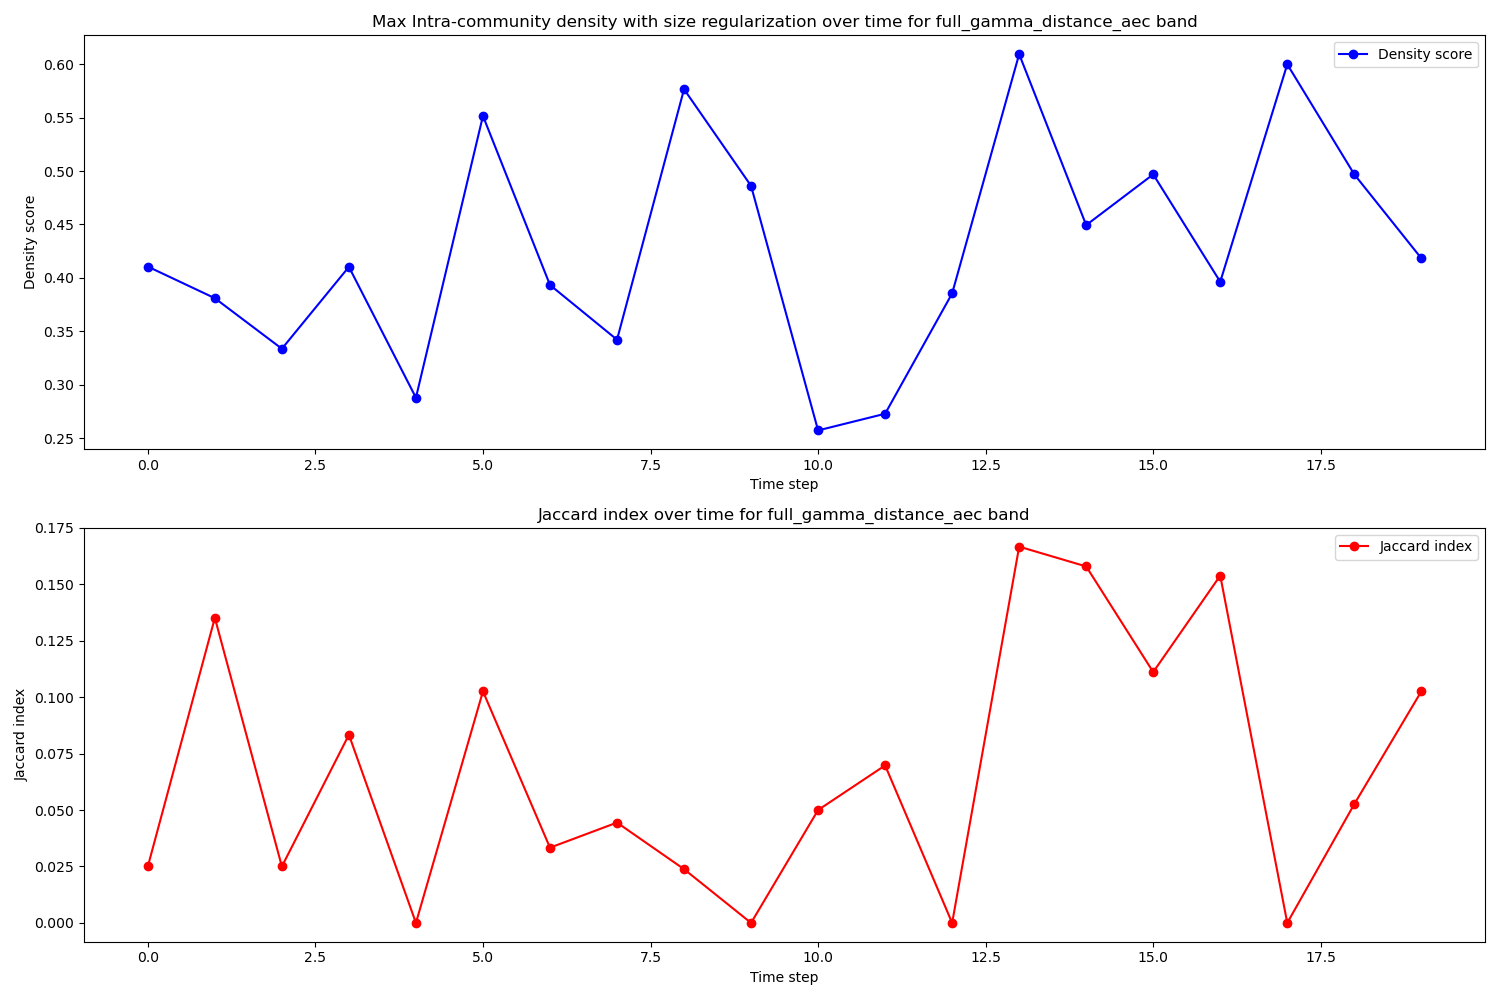 Max Intra-community density with size regularization over time for full_gamma_distance_aec band
Density score
0.60
0.55
0.50
0.45
0.40
0.35
0.30
0.25
Density score
0.0 2.5 5.0 7.5 10.0 12.5 15.0 17.5
Time step
Jaccard index over time for full_gamma_distance_aec band
Jaccard index
0.175
0.150
0.125
0.100
0.075
0.050
0.025
0.000
Jaccard index
0.0 2.5 5.0 7.5 10.0 12.5 15.0 17.5
Time step